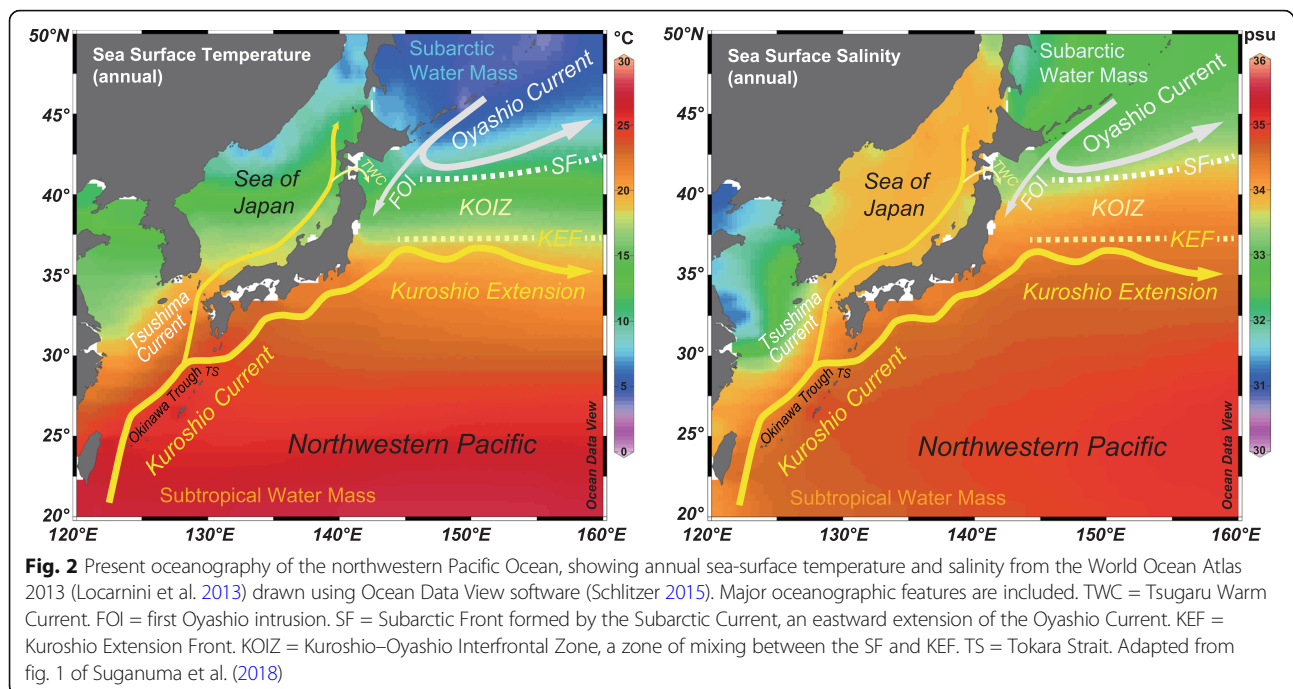 Sea Surface Temperature
(annual)
Subarctic
Water Mass
Oyashio Current
SF
FOI
TWC
Sea of
Japan
KOIZ
KEF
Kuroshio Extension
Tsushima
Current
Okinawa Trough TS
Kuroshio Current
Northwestern Pacific
Subtropical Water Mass
Ocean Data View
50°N
45°
40°
35°
30°
25°
20°
120°E
130°E
140°E
150°E
160°E
°C
30
25
20
15
10
5
0
Sea Surface Salinity
(annual)
Subarctic
Water Mass
Oyashio Current
SF
FOI
TWC
Sea of
Japan
KOIZ
KEF
Kuroshio Extension
Tsushima
Current
Okinawa Trough TS
Kuroshio Current
Northwestern Pacific
Subtropical Water Mass
Ocean Data View
50°N
45°
40°
35°
30°
25°
20°
120°E
130°E
140°E
150°E
160°E
psu
36
35
34
33
32
31
30
Fig. 2 Present oceanography of the northwestern Pacific Ocean, showing annual sea-surface temperature and salinity from the World Ocean Atlas
2013 (Locarnini et al. 2013) drawn using Ocean Data View software (Schlitzer 2015). Major oceanographic features are included. TWC = Tsugaru Warm
Current. FOI = first Oyashio intrusion. SF = Subarctic Front formed by the Subarctic Current, an eastward extension of the Oyashio Current. KEF =
Kuroshio Extension Front. KOIZ = Kuroshio–Oyashio Interfrontal Zone, a zone of mixing between the SF and KEF. TS = Tokara Strait. Adapted from
fig. 1 of Suganuma et al. (2018)